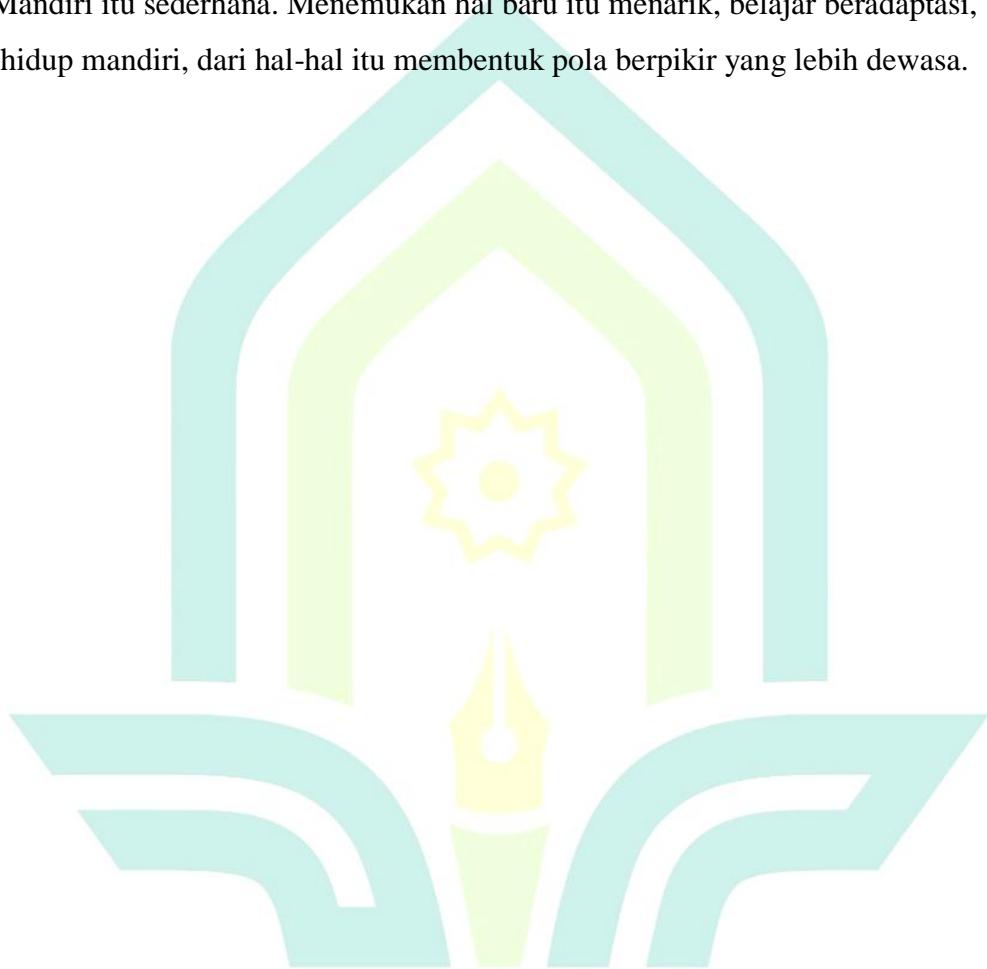 Mandiri itu sederhana. Menemukan hal baru itu menarik, belajar beradaptasi,
hidup mandiri, dari hal-hal itu membentuk pola berpikir yang lebih dewasa.